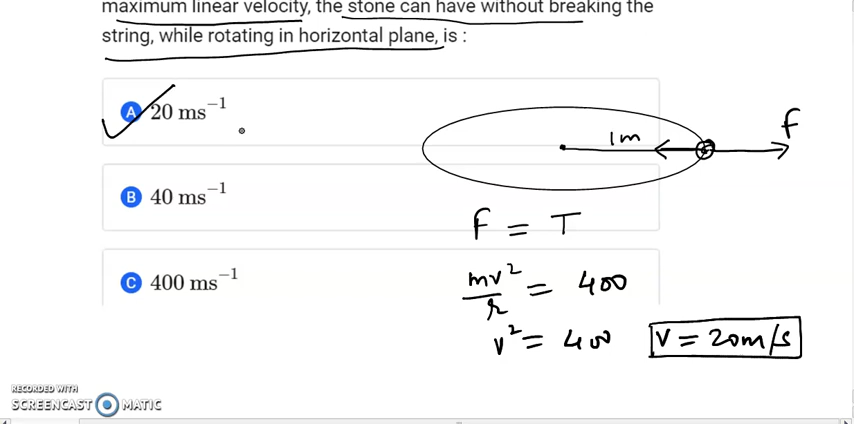 maximum linear velocity, the stone can have without breaking the
string, while rotating in horizontal plane, is :
A 20 ms⁻¹
B 40 ms⁻¹
C 400 ms⁻¹
1m
f
f = T
mv²/r = 400
v² = 400
V = 20m/s
RECORDED WITH
SCREENCAST O MATIC